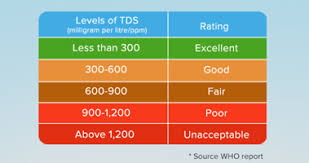 Levels of TDS Rating
(milligram per litre/ppm)
Less than 300 Excellent
300-600 Good
600-900 Fair
900-1,200 Poor
Above 1,200 Unacceptable
* Source WHO report